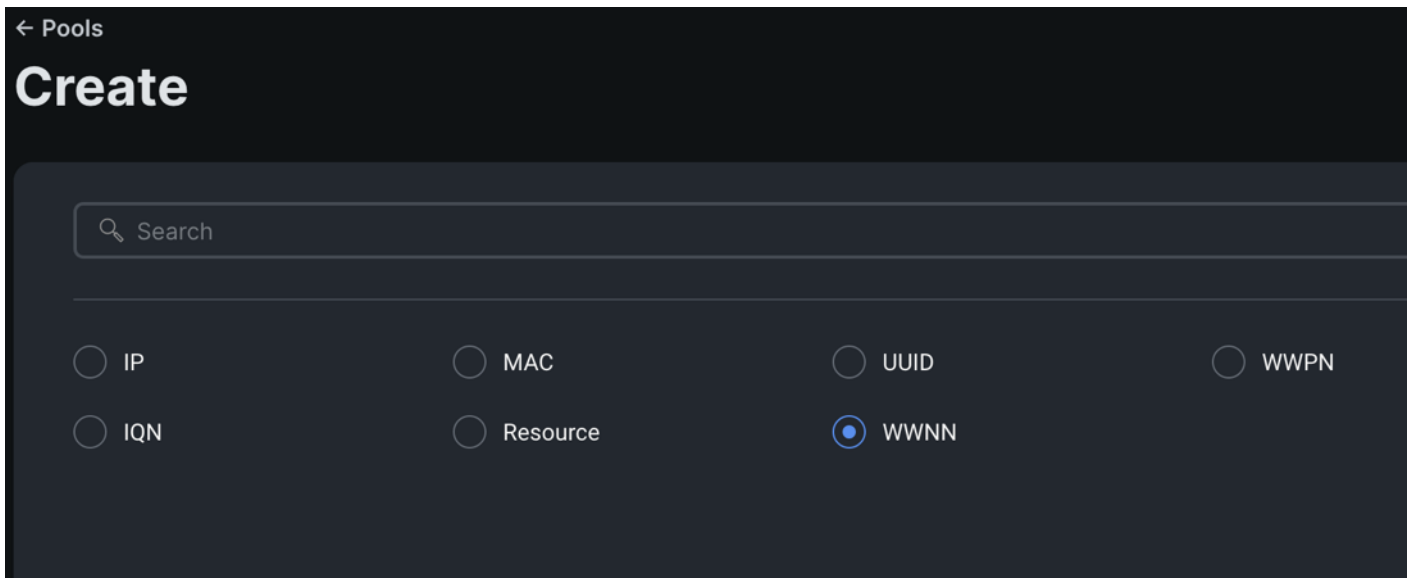 ← Pools
Create
Search
IP MAC UUID WWPN
IQN Resource WWNN